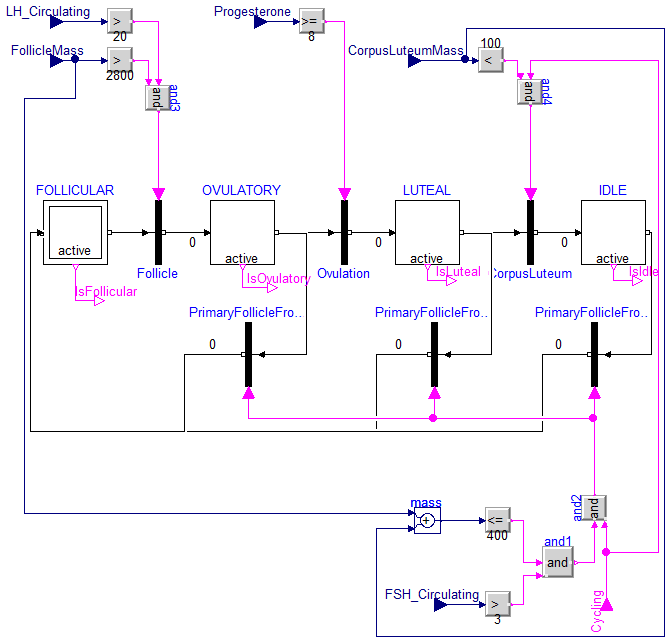 LH_Circulating
>
20
Progesterone
>=
8
FollicleMass
>
2800
CorpusLuteumMass
100
<
and
and3
and
and4
FOLLICULAR
OVULATORY
LUTEAL
IDLE
active
0
active
0
active
0
active
IsFollicular
Follicle
IsOvulatory
Ovulation
IsLuteal
CorpusLuteum
IsIdle
PrimaryFollicleFro..
PrimaryFollicleFro..
PrimaryFollicleFro..
0
0
0
mass
+
<=
400
and2
and
and1
and
FSH_Circulating
>
3
Cycling